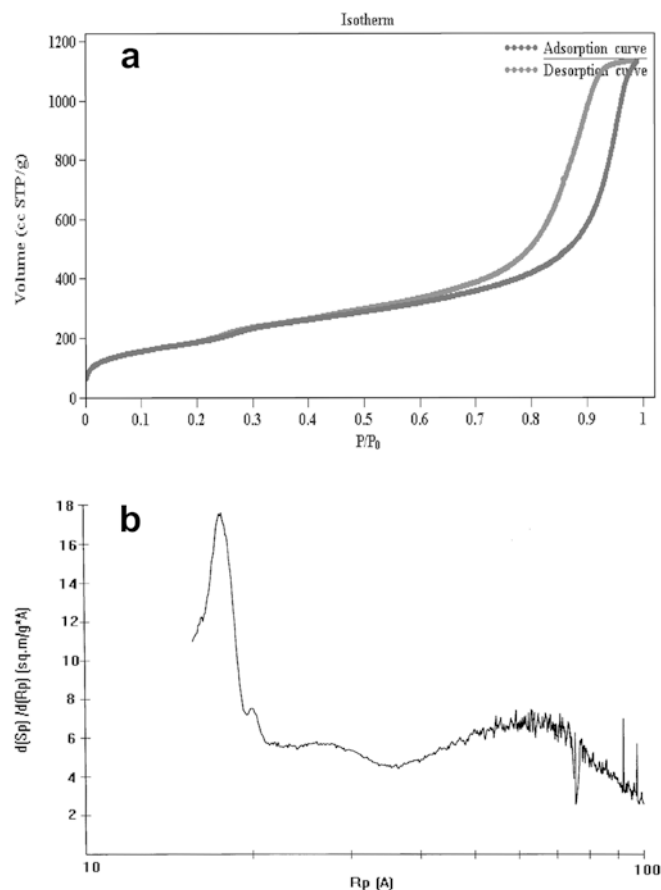 Isotherm
a
Adsorption curve
Desorption curve
Volume (cc STP/g)
1200
1000
800
600
400
200
0
0 0.1 0.2 0.3 0.4 0.5 0.6 0.7 0.8 0.9 1
P/P₀
b
d(Sp) /d(Rp) [sq.m/g*A]
18
16
14
12
10
8
6
4
2
10 100
Rp [A]